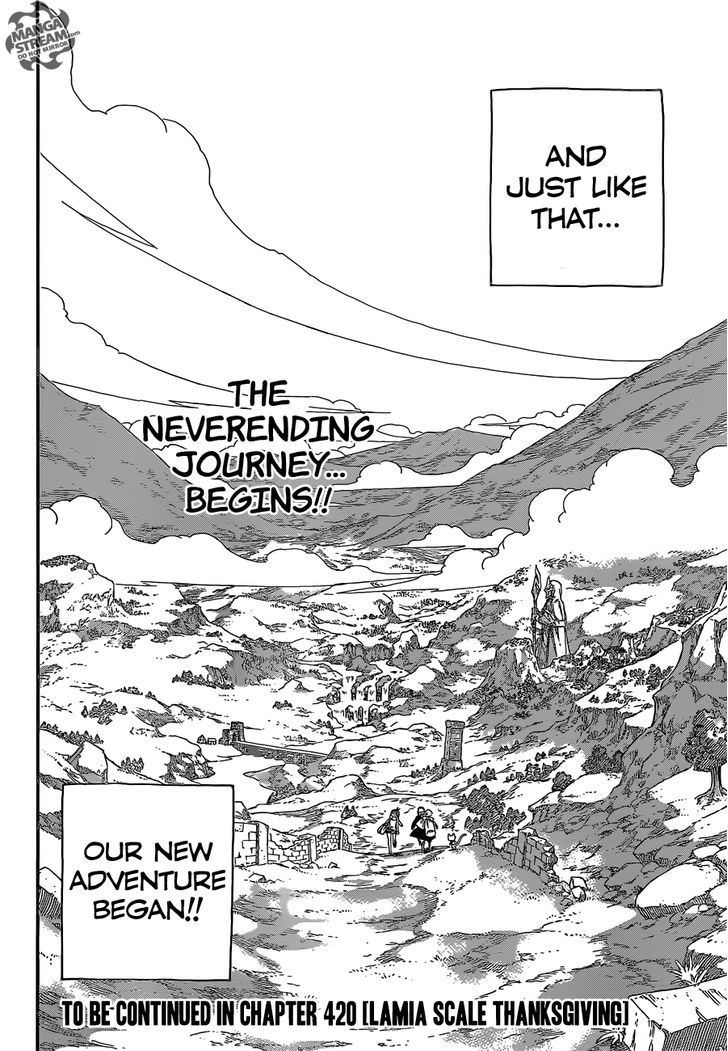 MANGA
STREAM.com
DO NOT MIRROR
AND
JUST LIKE
THAT...
THE
NEVERENDING
JOURNEY...
BEGINS!!
OUR NEW
ADVENTURE
BEGAN!!
TO BE CONTINUED IN CHAPTER 420 [LAMIA SCALE THANKSGIVING]